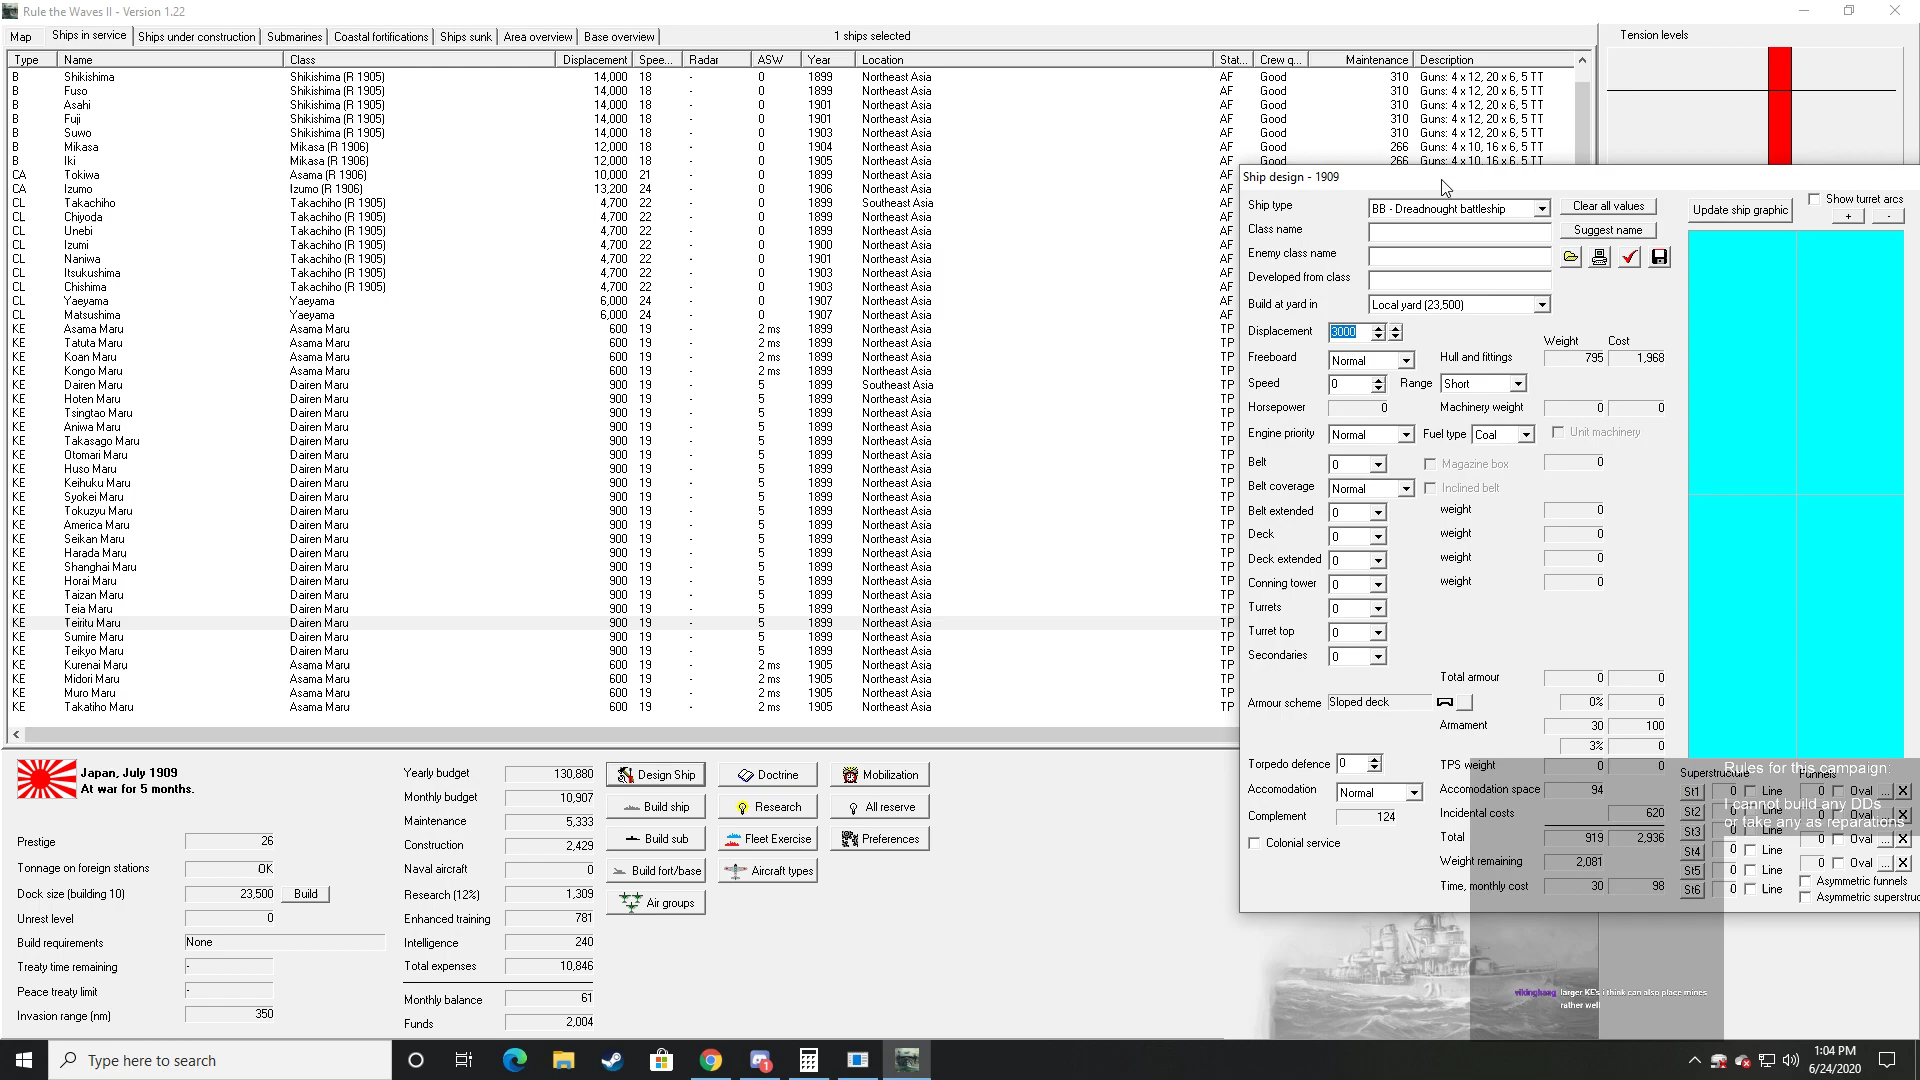 Rule the Waves II - Version 1.22
Map
Ships in service
Ships under construction
Submarines
Coastal fortifications
Ships sunk
Area overview
Base overview
1 ships selected
Tension levels
Type Name Class Displacement Spee... Radar ASW Year Location Stat... Crew q... Maintenance Description
B Shikishima Shikishima (R 1905) 14,000 18 - 0 1899 Northeast Asia AF Good 310 Guns: 4 x 12, 20 x 6, 5 TT
B Fuso Shikishima (R 1905) 14,000 18 - 0 1899 Northeast Asia AF Good 310 Guns: 4 x 12, 20 x 6, 5 TT
B Asahi Shikishima (R 1905) 14,000 18 - 0 1901 Northeast Asia AF Good 310 Guns: 4 x 12, 20 x 6, 5 TT
B Fuji Shikishima (R 1905) 14,000 18 - 0 1901 Northeast Asia AF Good 310 Guns: 4 x 12, 20 x 6, 5 TT
B Suwo Shikishima (R 1905) 14,000 18 - 0 1903 Northeast Asia AF Good 310 Guns: 4 x 12, 20 x 6, 5 TT
B Mikasa Mikasa (R 1906) 12,000 18 - 0 1904 Northeast Asia AF Good 266 Guns: 4 x 10, 16 x 6, 5 TT
B Iki Mikasa (R 1906) 12,000 18 - 0 1905 Northeast Asia AF Good 266 Guns: 4 x 10, 16 x 6, 5 TT
CA Tokiwa Asama (R 1906) 10,000 21 - 0 1899 Northeast Asia AF
CA Izumo Izumo (R 1906) 13,200 24 - 0 1906 Northeast Asia AF
CL Takachiho Takachiho (R 1905) 4,700 22 - 0 1899 Southeast Asia AF
CL Chiyoda Takachiho (R 1905) 4,700 22 - 0 1899 Northeast Asia AF
CL Unebi Takachiho (R 1905) 4,700 22 - 0 1899 Northeast Asia AF
CL Izumi Takachiho (R 1905) 4,700 22 - 0 1900 Northeast Asia AF
CL Naniwa Takachiho (R 1905) 4,700 22 - 0 1901 Northeast Asia AF
CL Itsukushima Takachiho (R 1905) 4,700 22 - 0 1903 Northeast Asia AF
CL Chishima Takachiho (R 1905) 4,700 22 - 0 1903 Northeast Asia AF
CL Yaeyama Yaeyama 6,000 24 - 0 1907 Northeast Asia AF
CL Matsushima Yaeyama 6,000 24 - 0 1907 Northeast Asia AF
KE Asama Maru Asama Maru 600 19 - 2 ms 1899 Northeast Asia TP
KE Tatuta Maru Asama Maru 600 19 - 2 ms 1899 Northeast Asia TP
KE Koan Maru Asama Maru 600 19 - 2 ms 1899 Northeast Asia TP
KE Kongo Maru Asama Maru 600 19 - 2 ms 1899 Northeast Asia TP
KE Dairen Maru Dairen Maru 900 19 - 5 1899 Southeast Asia TP
KE Hoten Maru Dairen Maru 900 19 - 5 1899 Northeast Asia TP
KE Tsingtao Maru Dairen Maru 900 19 - 5 1899 Northeast Asia TP
KE Aniwa Maru Dairen Maru 900 19 - 5 1899 Northeast Asia TP
KE Takasago Maru Dairen Maru 900 19 - 5 1899 Northeast Asia TP
KE Otomari Maru Dairen Maru 900 19 - 5 1899 Northeast Asia TP
KE Huso Maru Dairen Maru 900 19 - 5 1899 Northeast Asia TP
KE Keihuku Maru Dairen Maru 900 19 - 5 1899 Northeast Asia TP
KE Syokei Maru Dairen Maru 900 19 - 5 1899 Northeast Asia TP
KE Tokuzyu Maru Dairen Maru 900 19 - 5 1899 Northeast Asia TP
KE America Maru Dairen Maru 900 19 - 5 1899 Northeast Asia TP
KE Seikan Maru Dairen Maru 900 19 - 5 1899 Northeast Asia TP
KE Harada Maru Dairen Maru 900 19 - 5 1899 Northeast Asia TP
KE Shanghai Maru Dairen Maru 900 19 - 5 1899 Northeast Asia TP
KE Horai Maru Dairen Maru 900 19 - 5 1899 Northeast Asia TP
KE Taizan Maru Dairen Maru 900 19 - 5 1899 Northeast Asia TP
KE Teia Maru Dairen Maru 900 19 - 5 1899 Northeast Asia TP
KE Teiritu Maru Dairen Maru 900 19 - 5 1899 Northeast Asia TP
KE Sumire Maru Dairen Maru 900 19 - 5 1899 Northeast Asia TP
KE Teikyo Maru Dairen Maru 900 19 - 5 1899 Northeast Asia TP
KE Kurenai Maru Asama Maru 600 19 - 2 ms 1905 Northeast Asia TP
KE Midori Maru Asama Maru 600 19 - 2 ms 1905 Northeast Asia TP
KE Muro Maru Asama Maru 600 19 - 2 ms 1905 Northeast Asia TP
KE Takatiho Maru Asama Maru 600 19 - 2 ms 1905 Northeast Asia TP
Ship design - 1909
Ship type BB - Dreadnought battleship Clear all values
Class name Suggest name
Enemy class name
Developed from class
Build at yard in Local yard (23,500)
Update ship graphic
Show turret arcs
+ -
Displacement 3000
Weight Cost
Freeboard Normal Hull and fittings 795 1,968
Speed 0 Range Short
Horsepower 0 Machinery weight 0 0
Engine priority Normal Fuel type Coal Unit machinery
Belt 0 Magazine box 0
Belt coverage Normal Inclined belt
Belt extended 0 weight 0
Deck 0 weight 0
Deck extended 0 weight 0
Conning tower 0 weight 0
Turrets 0
Turret top 0
Secondaries 0
Total armour 0 0
Armour scheme Sloped deck 0% 0
Armament 30 100
3% 0
Torpedo defence 0 TPS weight 0 0
Accomodation Normal Accomodation space 94
Complement 124 Incidental costs 620
Colonial service Total 919 2,936
Weight remaining 2,081
Time, monthly cost 30 98
Superstructure Funnels
St1 0 Line 0 Oval ... X
St2 0 Line
St3 0 Line 0 Oval ... X
St4 0 Line
St5 0 Line 0 Oval ... X
St6 0 Line
Asymmetric funnels
Asymmetric superstruc
Rules for this campaign:
I cannot build any DDs
or take any as reparations
vikinghaag larger KE's i think can also place mines
rather well
Japan, July 1909
At war for 5 months.
Prestige 26
Tonnage on foreign stations OK
Dock size (building 10) 23,500 Build
Unrest level 0
Build requirements None
Treaty time remaining -
Peace treaty limit -
Invasion range (nm) 350
Yearly budget 130,880
Monthly budget 10,907
Maintenance 5,333
Construction 2,429
Naval aircraft 0
Research (12%) 1,309
Enhanced training 781
Intelligence 240
Total expenses 10,846
Monthly balance 61
Funds 2,004
Design Ship Doctrine Mobilization
Build ship Research All reserve
Build sub Fleet Exercise Preferences
Build fort/base Aircraft types
Air groups
Type here to search
1
1:04 PM
6/24/2020